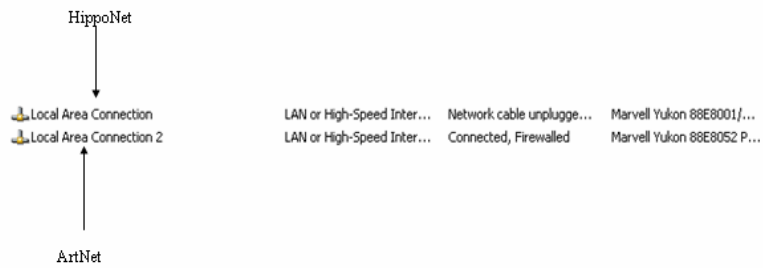 HippoNet
Local Area Connection LAN or High-Speed Inter... Network cable unplugge... Marvell Yukon 88E8001/...
Local Area Connection 2 LAN or High-Speed Inter... Connected, Firewalled Marvell Yukon 88E8052 P...
ArtNet